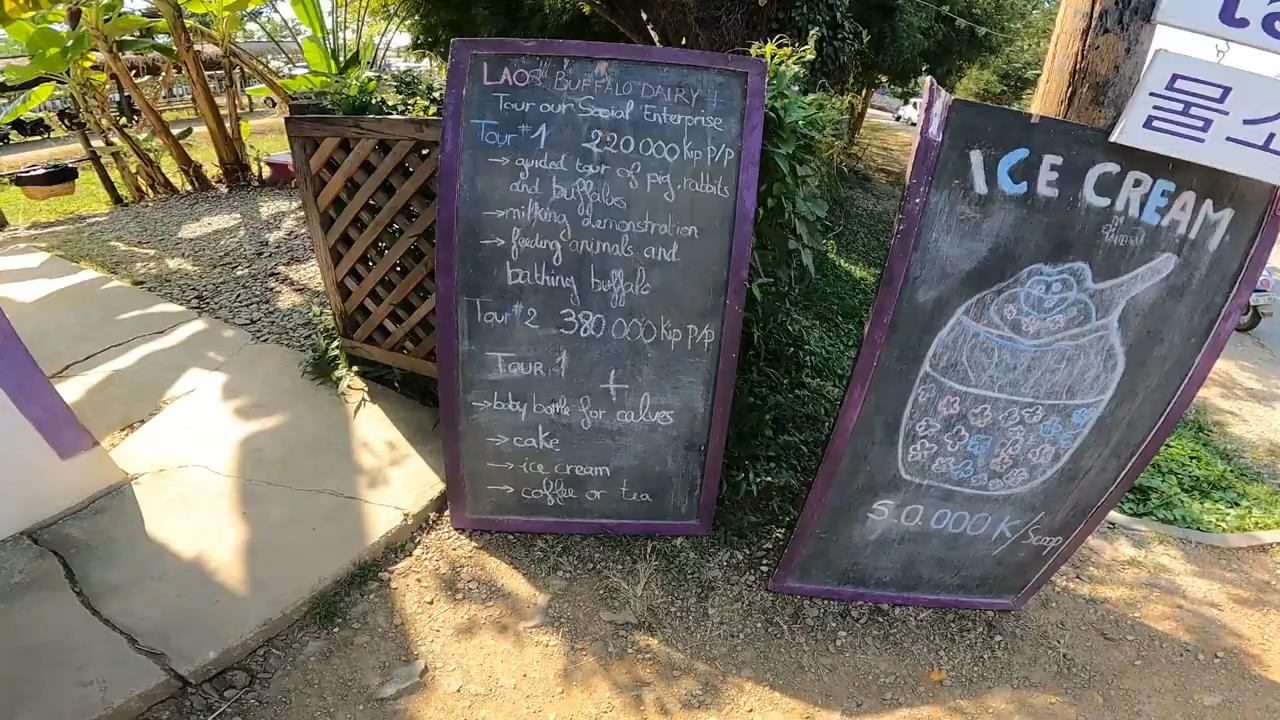 LAOS BUFFALO DAIRY
Tour our Social Enterprise
Tour #1 220.000 Kip P/P
→ guided tour of pig, rabbits
and buffaloes
→ milking demonstration
→ feeding animals and
bathing buffalo
Tour #2 380.000 Kip P/P
TOUR 1
+
→ baby bottle for calves
→ cake
→ ice cream
→ coffee or tea
ICE CREAM
50.000 K/Scoop
물소